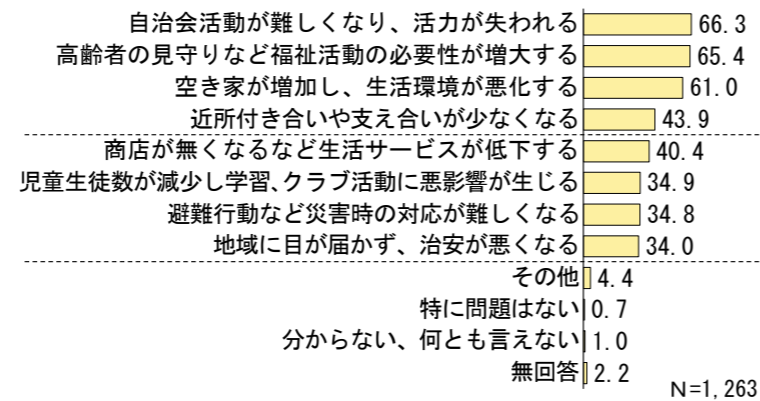 自治会活動が難しくなり、活力が失われる 66.3
高齢者の見守りなど福祉活動の必要性が増大する 65.4
空き家が増加し、生活環境が悪化する 61.0
近所付き合いや支え合いが少なくなる 43.9
商店が無くなるなど生活サービスが低下する 40.4
児童生徒数が減少し学習、クラブ活動に悪影響が生じる 34.9
避難行動など災害時の対応が難しくなる 34.8
地域に目が届かず、治安が悪くなる 34.0
その他 4.4
特に問題はない 0.7
分からない、何とも言えない 1.0
無回答 2.2
N=1,263